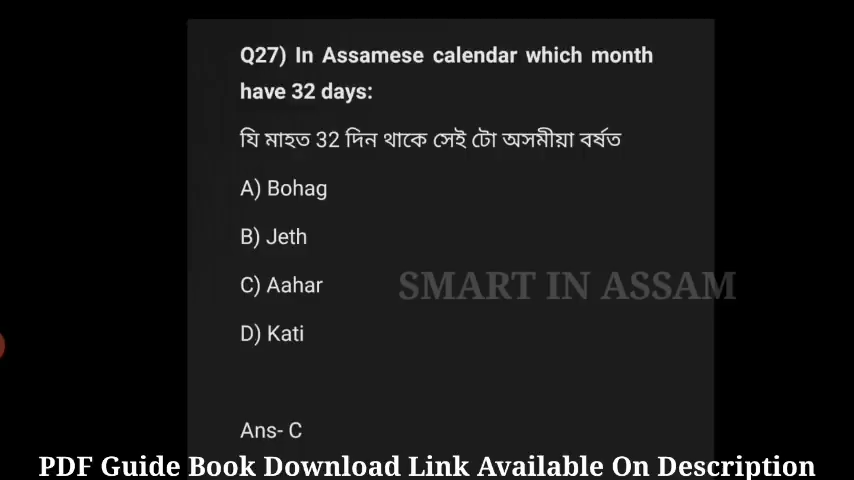 Q27) In Assamese calendar which month
have 32 days:
যি মাহত 32 দিন থাকে সেই টো অসমীয়া বৰ্ষত
A) Bohag
B) Jeth
C) Aahar
SMART IN ASSAM
D) Kati
Ans- C
PDF Guide Book Download Link Available On Description